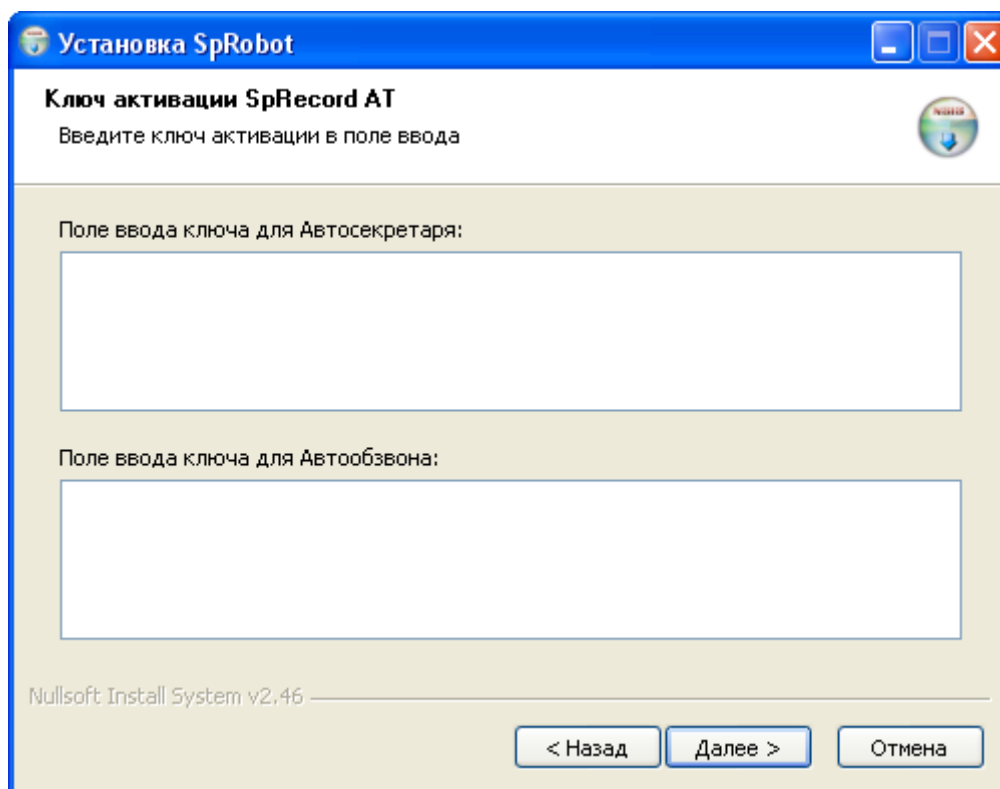 Установка SpRobot
Ключ активации SpRecord AT
Введите ключ активации в поле ввода
Поле ввода ключа для Автосекретаря:
Поле ввода ключа для Автообзвона:
Nullsoft Install System v2.46
< Назад
Далее >
Отмена